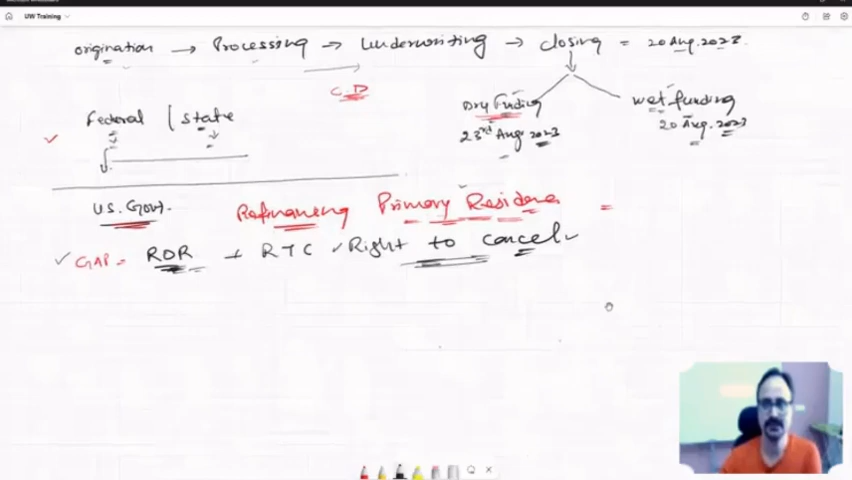 UW Training
origination → Processing → Underwriting → closing = 20 Aug. 2023
C.D
Dry Funding
23rd Aug 2023
wet funding
20 Aug. 2023
Federal | State
US. Govt.
Refinancing Primary Residence =
GAP = ROR + RTC Right to cancel